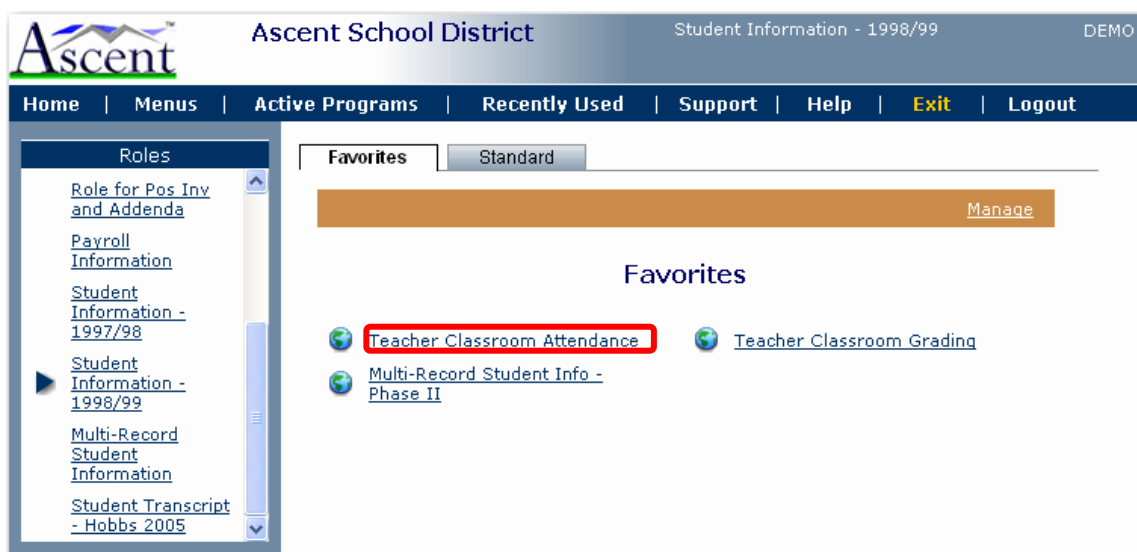 Ascent™
Ascent School District
Student Information - 1998/99
DEMO
Home | Menus | Active Programs | Recently Used | Support | Help | Exit | Logout
Roles
Role for Pos Inv
and Addenda
Payroll
Information
Student
Information -
1997/98
Student
Information -
1998/99
Multi-Record
Student
Information
Student Transcript
- Hobbs 2005
Favorites
Standard
Manage
Favorites
Teacher Classroom Attendance
Teacher Classroom Grading
Multi-Record Student Info -
Phase II